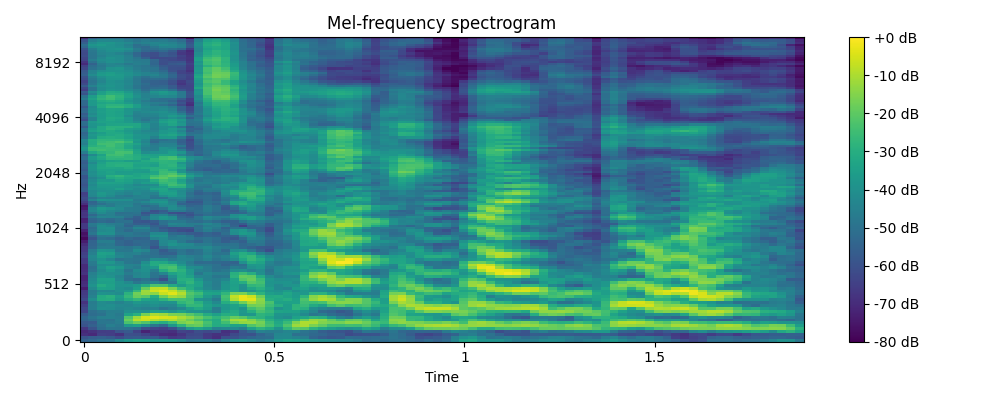 Mel-frequency spectrogram
8192
4096
2048
1024
512
0
Hz
0 0.5 1 1.5
Time
+0 dB
-10 dB
-20 dB
-30 dB
-40 dB
-50 dB
-60 dB
-70 dB
-80 dB